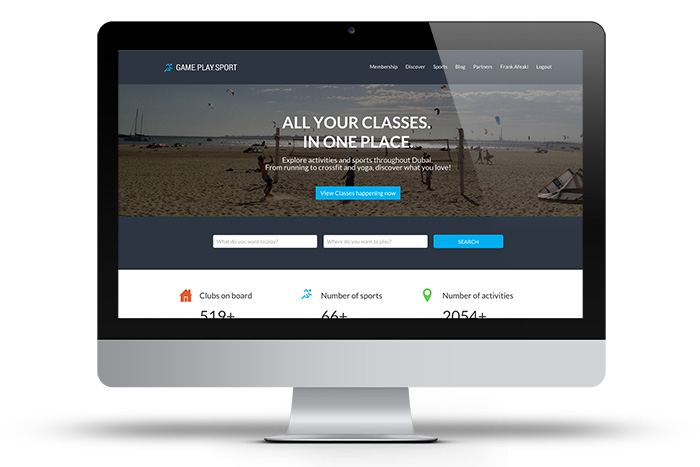 GAME.PLAY.SPORT
Membership Discover Sports Blog Partners Frank Afeaki Logout
ALL YOUR CLASSES.
IN ONE PLACE.
Explore activities and sports throughout Dubai.
From running to crossfit and yoga, discover what you love!
View Classes happening now
What do you want to play? Where do you want to play? SEARCH
Clubs on board Number of sports Number of activities
519+ 66+ 2054+